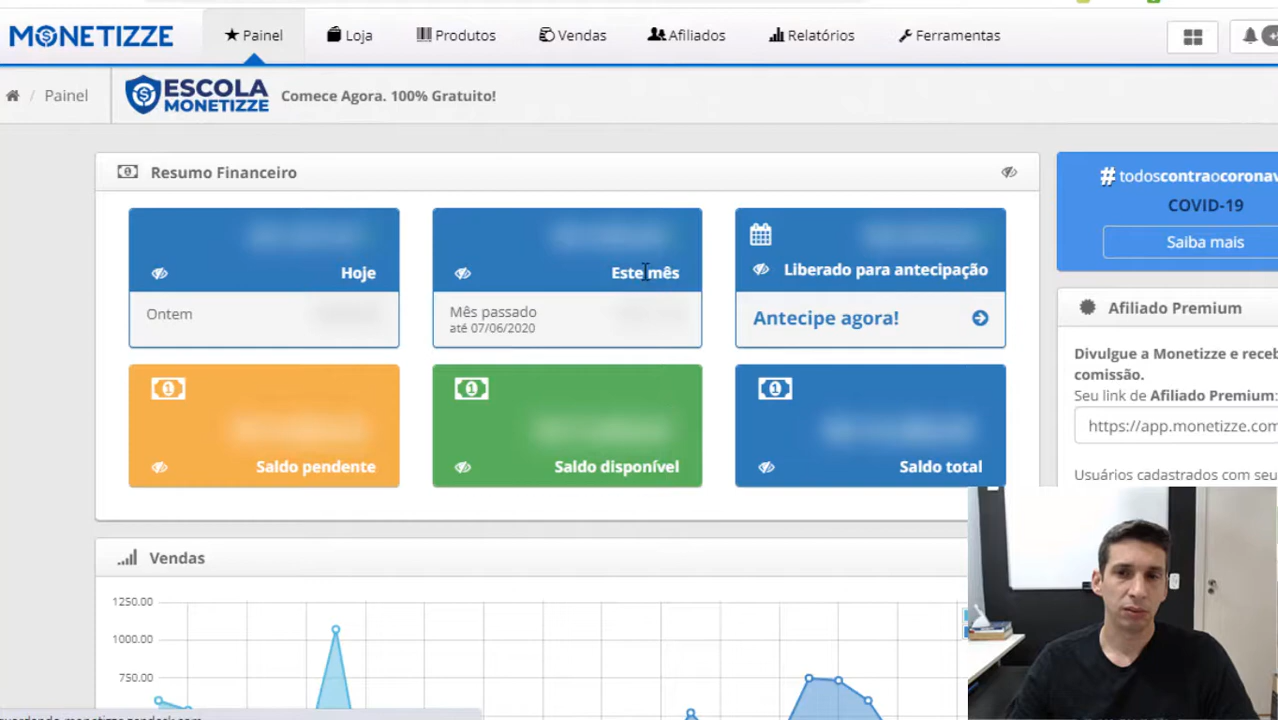 MONETIZZE
Painel
Loja
Produtos
Vendas
Afiliados
Relatórios
Ferramentas
Painel
ESCOLA
MONETIZZE
Comece Agora. 100% Gratuito!
Resumo Financeiro
Hoje
Ontem
Este mês
Mês passado
até 07/06/2020
Liberado para antecipação
Antecipe agora!
Saldo pendente
Saldo disponível
Saldo total
#todoscontraocoronav
COVID-19
Saiba mais
Afiliado Premium
Divulgue a Monetizze e receb
comissão.
Seu link de Afiliado Premium:
https://app.monetizze.com
Usuários cadastrados com seu
Vendas
1250.00
1000.00
750.00